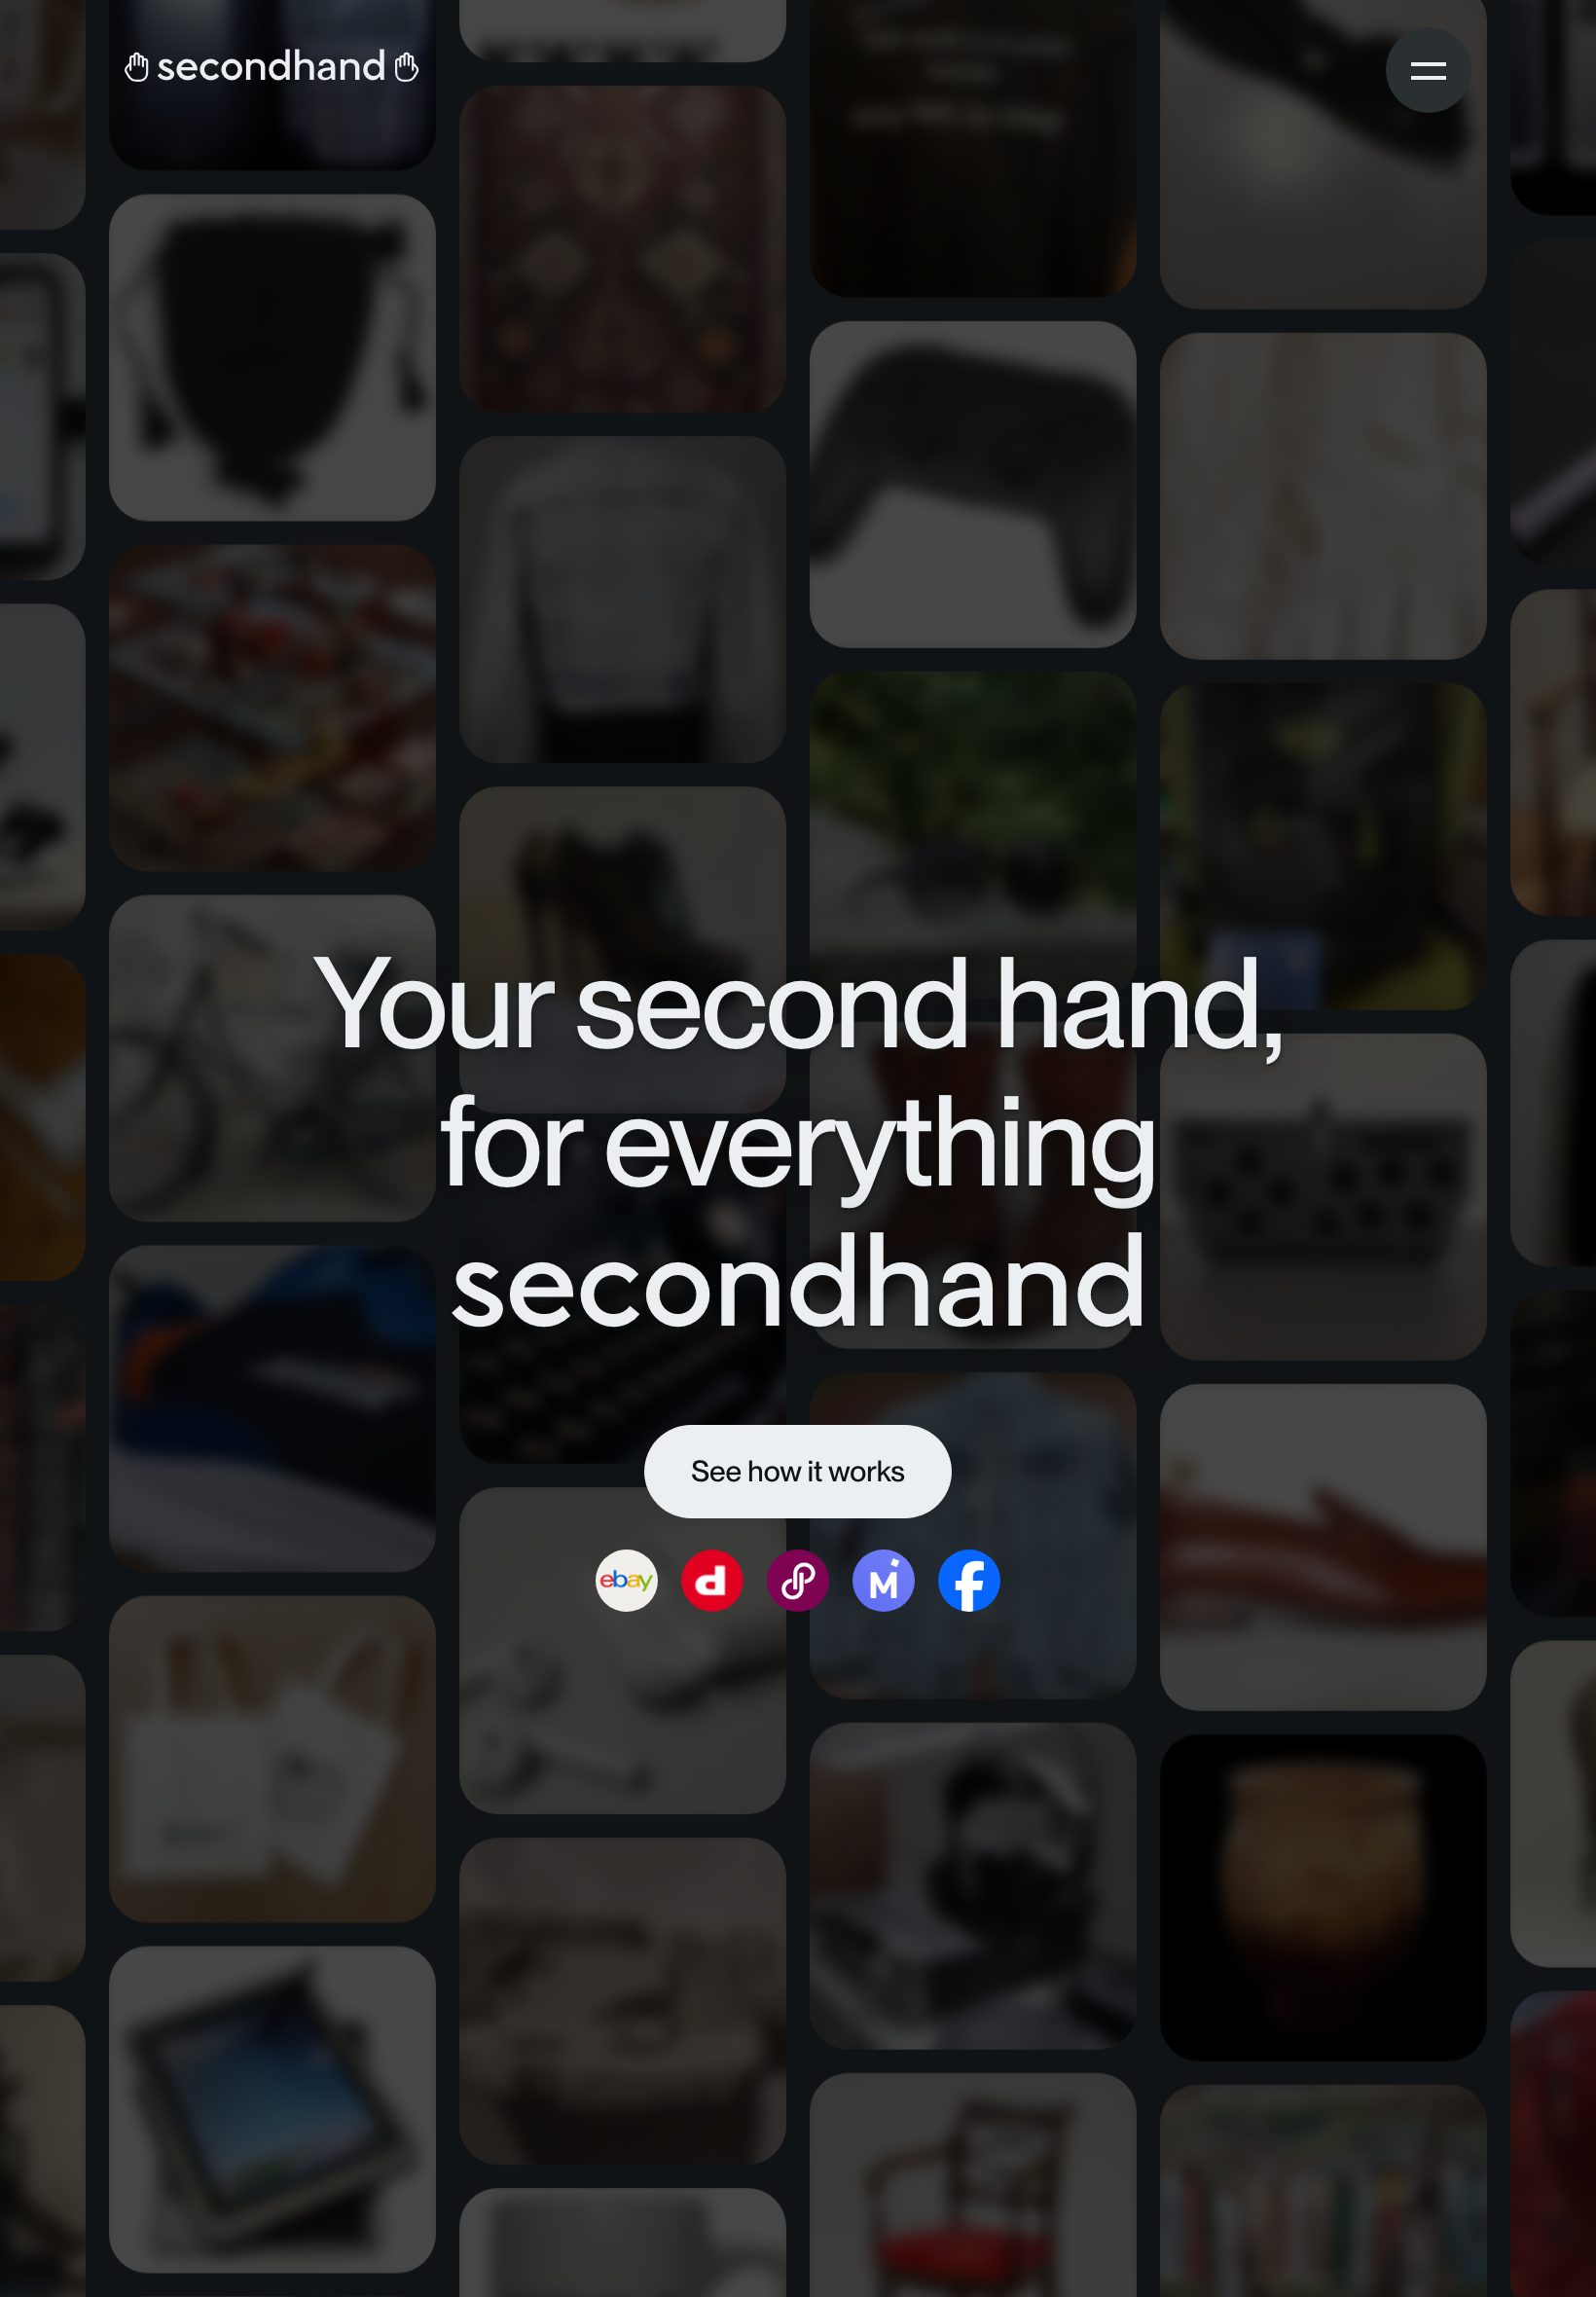 secondhand
Your second hand,
for everything
secondhand
See how it works
ebay